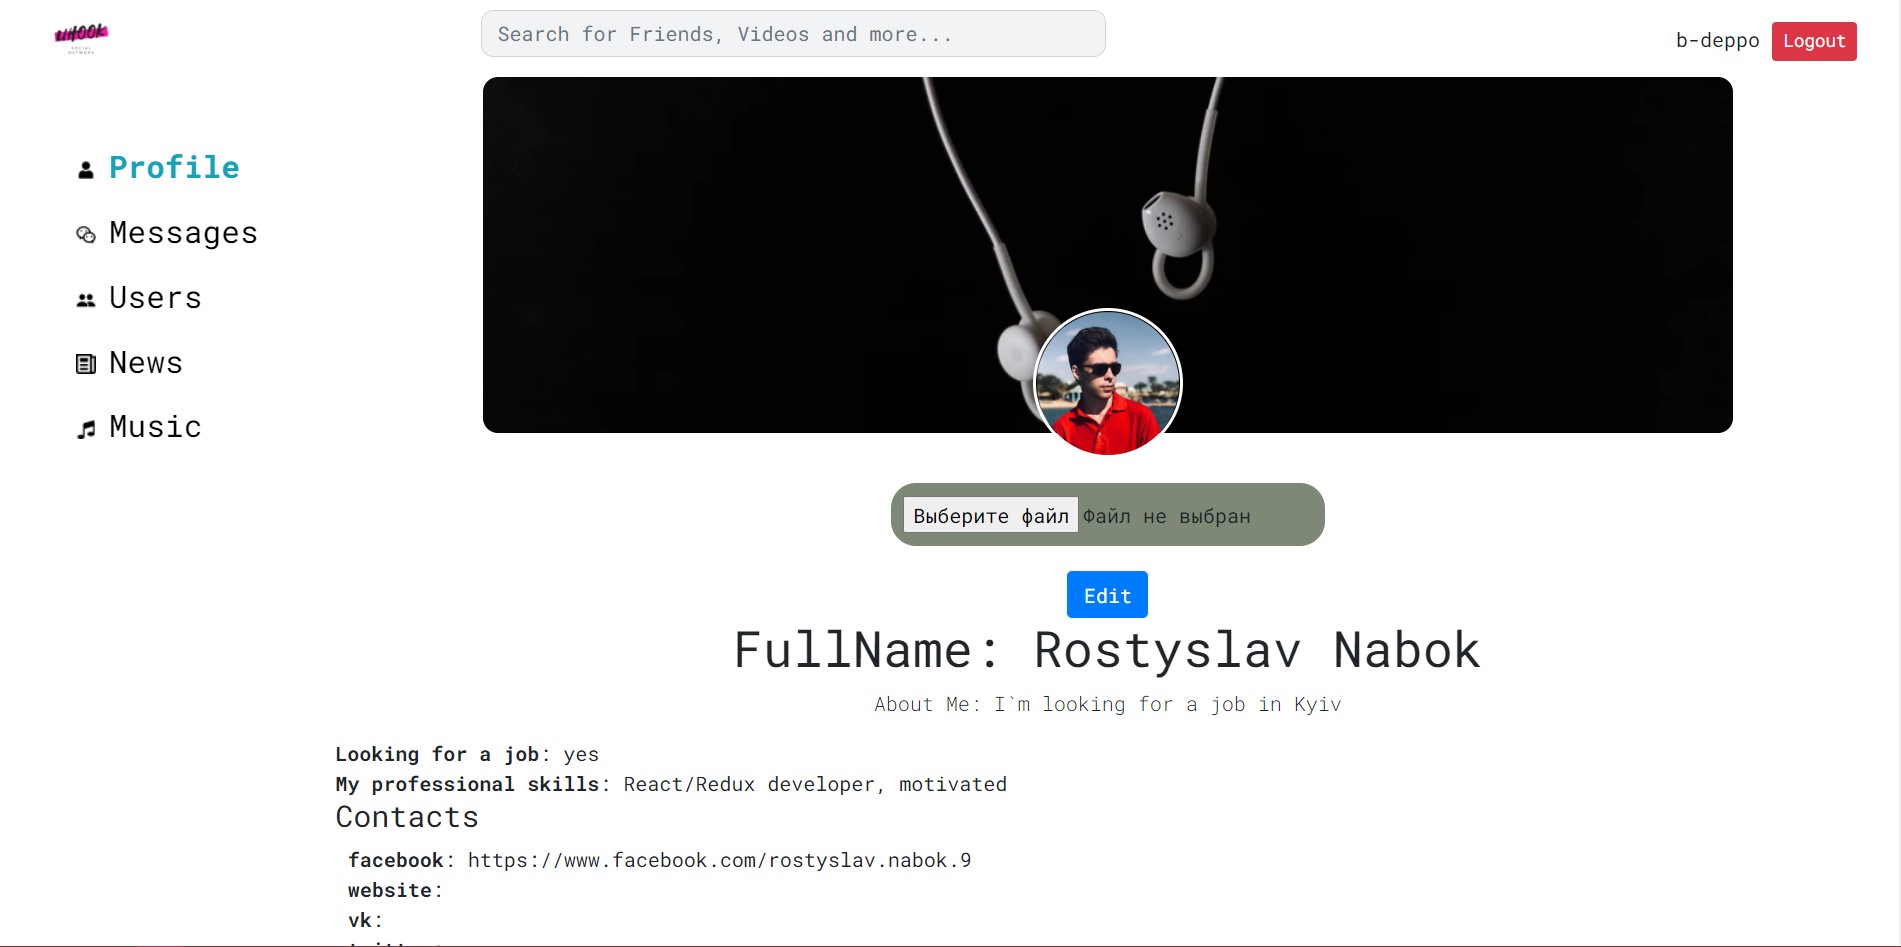 WHOOK
SOCIAL
NETWORK
Search for Friends, Videos and more...
b-deppo Logout
Profile
Messages
Users
News
Music
Выберите файл Файл не выбран
Edit
FullName: Rostyslav Nabok
About Me: I`m looking for a job in Kyiv
Looking for a job: yes
My professional skills: React/Redux developer, motivated
Contacts
facebook: https://www.facebook.com/rostyslav.nabok.9
website:
vk: